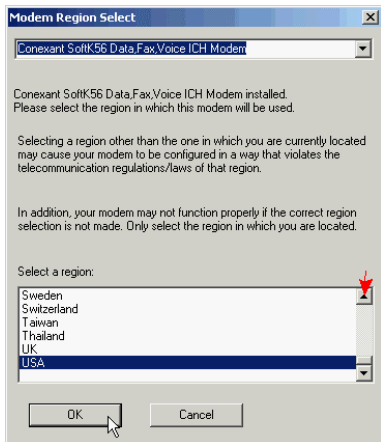 Modem Region Select
Conexant SoftK56 Data,Fax,Voice ICH Modem
Conexant SoftK56 Data,Fax,Voice ICH Modem installed.
Please select the region in which this modem will be used.
Selecting a region other than the one in which you are currently located
may cause your modem to be configured in a way that violates the
telecommunication regulations/laws of that region.
In addition, your modem may not function properly if the correct region
selection is not made. Only select the region in which you are located.
Select a region:
Sweden
Switzerland
Taiwan
Thailand
UK
USA
OK
Cancel